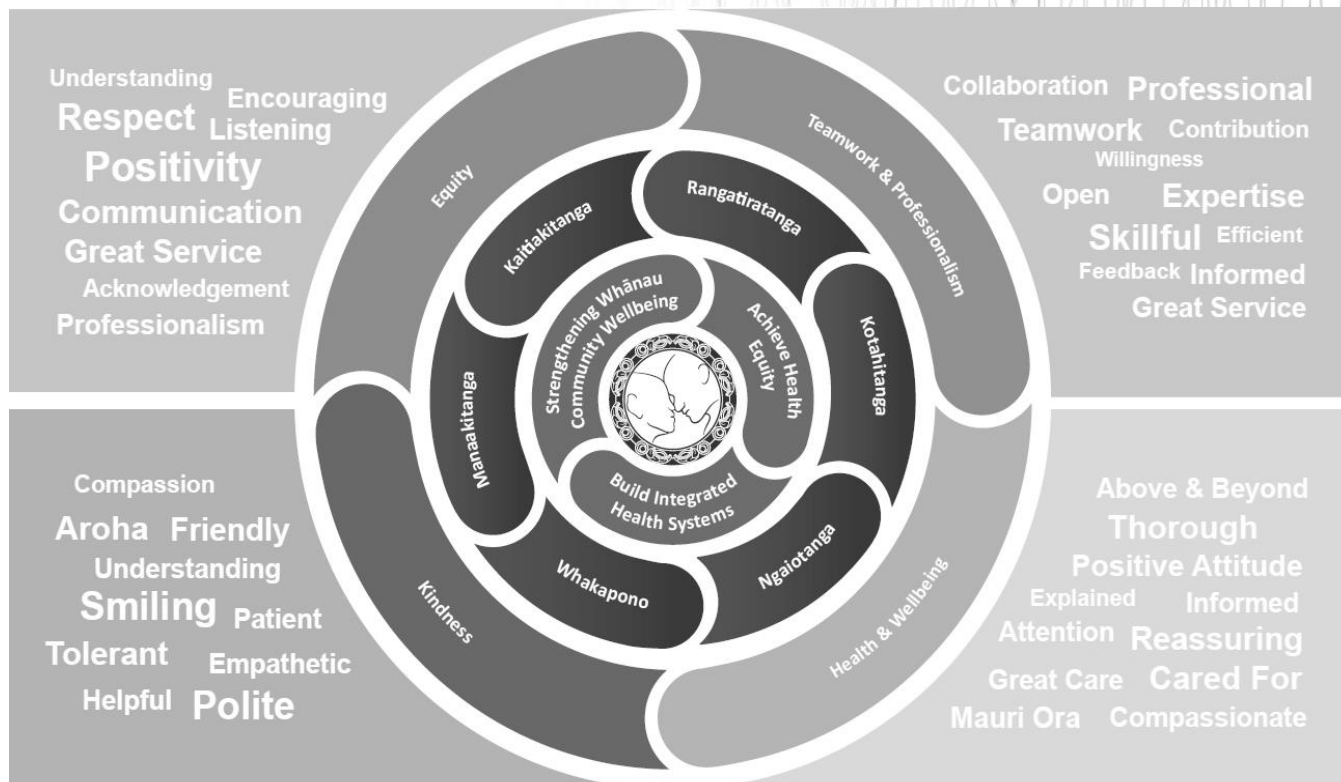 Understanding
Respect Encouraging
Listening
Positivity
Communication
Great Service
Acknowledgement
Professionalism
Collaboration Professional
Teamwork Contribution
Willingness
Open Expertise
Skillful Efficient
Feedback Informed
Great Service
Equity
Teamwork & Professionalism
Kaitiakitanga
Rangatiratanga
Kotahitanga
Ngaiotanga
Whakapono
Manaakitanga
Strengthening Whānau
Community Wellbeing
Achieve Health
Equity
Build Integrated
Health Systems
Kindness
Health & Wellbeing
Compassion
Aroha Friendly
Understanding
Smiling Patient
Tolerant Empathetic
Helpful Polite
Above & Beyond
Thorough
Positive Attitude
Explained Informed
Attention Reassuring
Great Care Cared For
Mauri Ora Compassionate